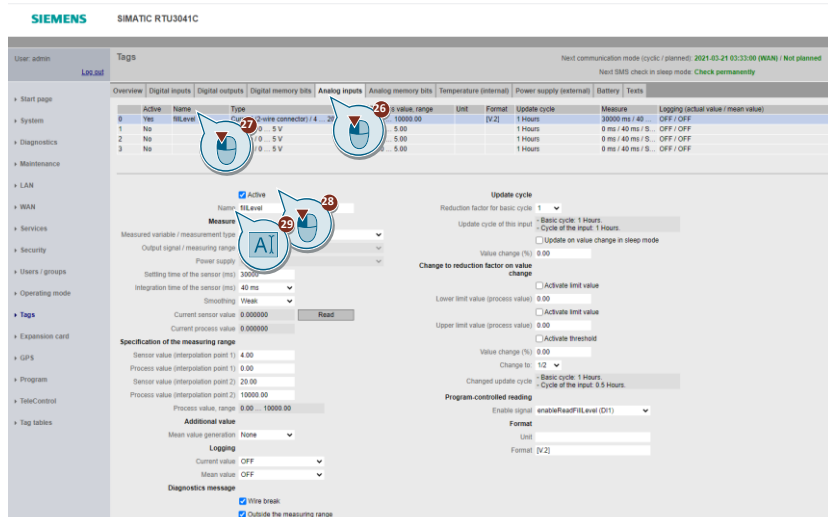 SIEMENS SIMATIC RTU3041C
User: admin
Log out
Tags
Next communication mode (cyclic / planned): 2021-03-21 03:33:00 (WAN) / Not planned
Next SMS check in sleep mode: Check permanently
Overview Digital inputs Digital outputs Digital memory bits Analog inputs Analog memory bits Temperature (internal) Power supply (external) Battery Texts
Active Name Type s value, range Unit Format Update cycle Measure Logging (actual value / mean value)
0 Yes fillLevel (2-wire connector) / 4 ... 10000.00 [V.2] 1 Hours 30000 ms / 40 ... OFF / OFF
1 No 0 ... 5 V 5.00 1 Hours 0 ms / 40 ms / S... OFF / OFF
2 No / 0 ... 5 V ... 5.00 1 Hours 0 ms / 40 ms / S... OFF / OFF
3 No / 0 ... 5 V ... 5.00 1 Hours 0 ms / 40 ms / S... OFF / OFF
26
27
28
29
AI
Start page
System
Diagnostics
Maintenance
LAN
WAN
Services
Security
Users / groups
Operating mode
Tags
Expansion card
GPS
Program
TeleControl
Tag tables
Active
Name fillLevel
Measure
Measured variable / measurement type
Output signal / measuring range
Power supply
Settling time of the sensor (ms) 30000
Integration time of the sensor (ms) 40 ms
Smoothing Weak
Current sensor value 0.000000 Read
Current process value 0.000000
Specification of the measuring range
Sensor value (interpolation point 1) 4.00
Process value (interpolation point 1) 0.00
Sensor value (interpolation point 2) 20.00
Process value (interpolation point 2) 10000.00
Process value, range 0.00 ... 10000.00
Additional value
Mean value generation None
Logging
Current value OFF
Mean value OFF
Diagnostics message
Wire break
Outside the measuring range
Update cycle
Reduction factor for basic cycle 1
Update cycle of this input - Basic cycle: 1 Hours.
- Cycle of the input: 1 Hours.
Update on value change in sleep mode
Value change (%) 0.00
Change to reduction factor on value
change
Activate limit value
Lower limit value (process value) 0.00
Activate limit value
Upper limit value (process value) 0.00
Activate threshold
Value change (%) 0.00
Change to: 1/2
Changed update cycle - Basic cycle: 1 Hours.
- Cycle of the input: 0.5 Hours.
Program-controlled reading
Enable signal enableReadFillLevel (DI1)
Format
Unit
Format [V.2]